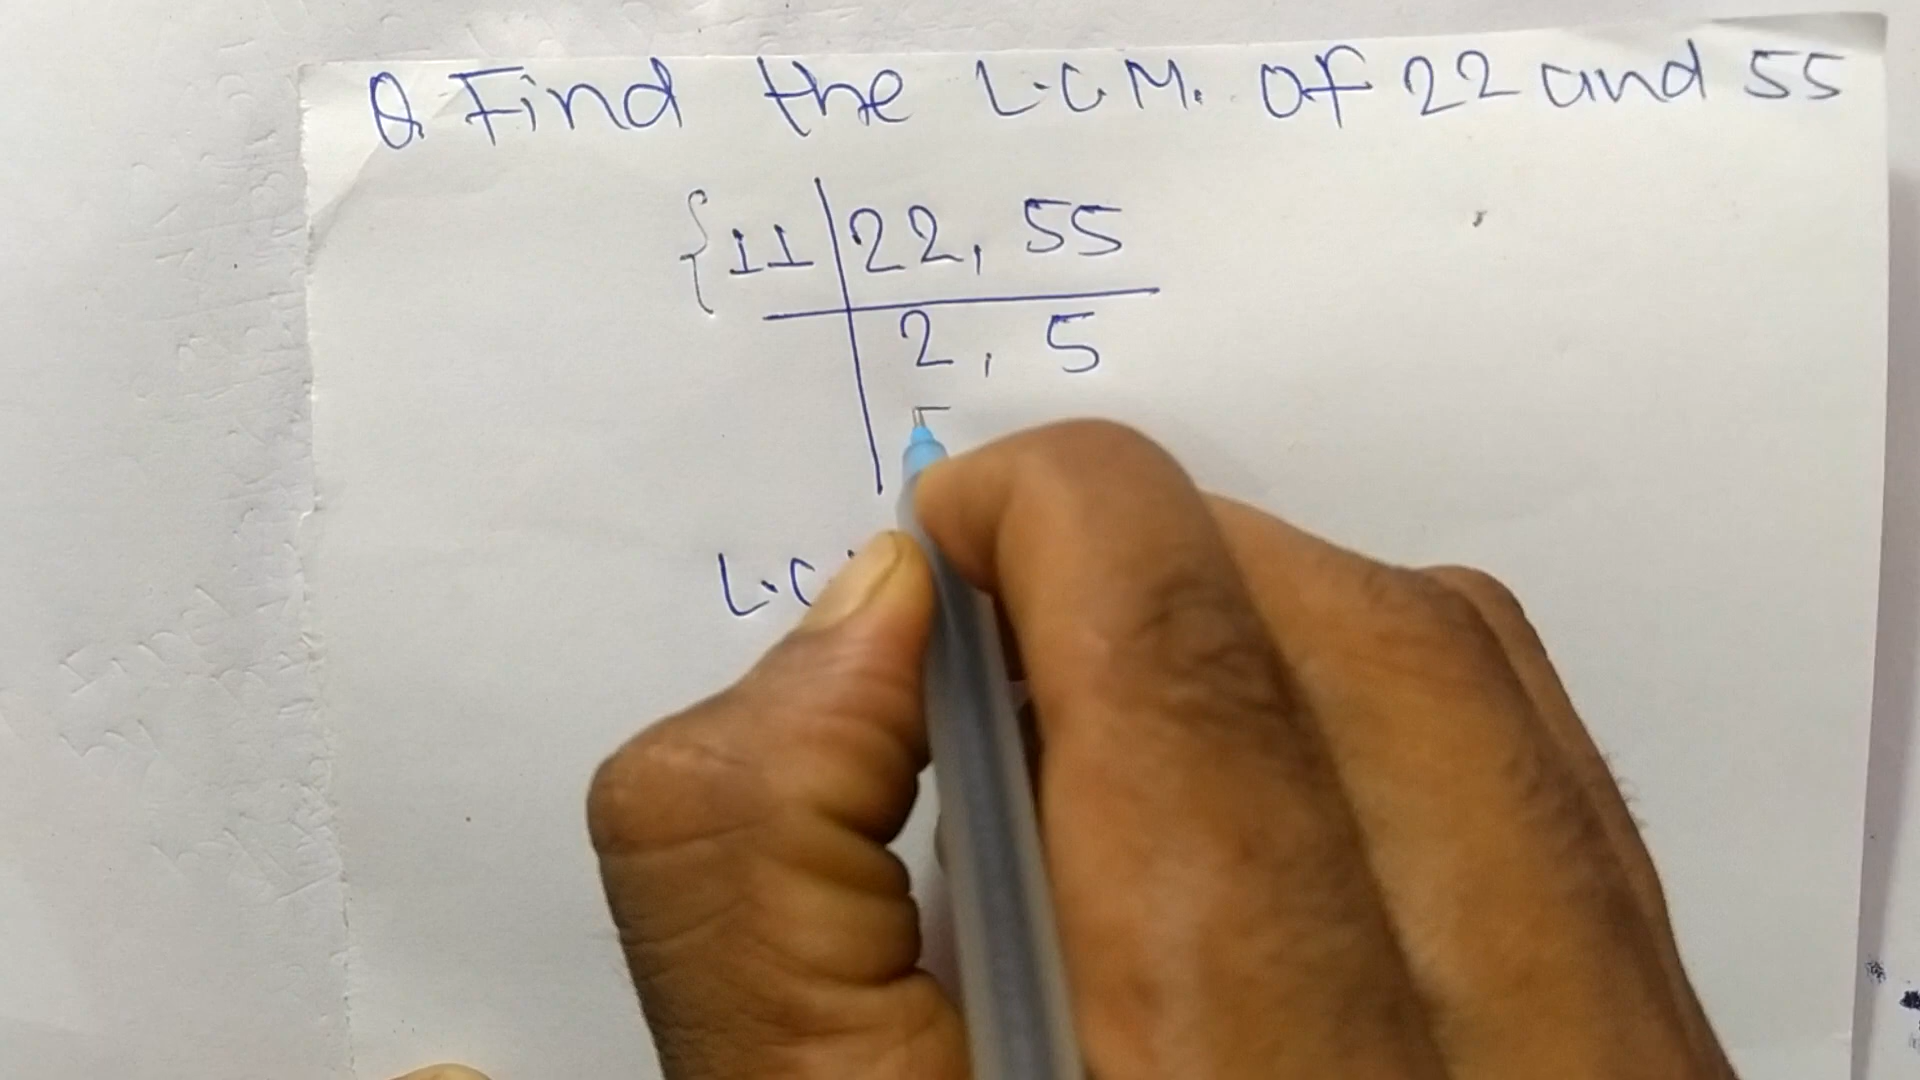 Q. Find the L.C.M. of 22 and 55
{11 | 22, 55
2, 5
L.C